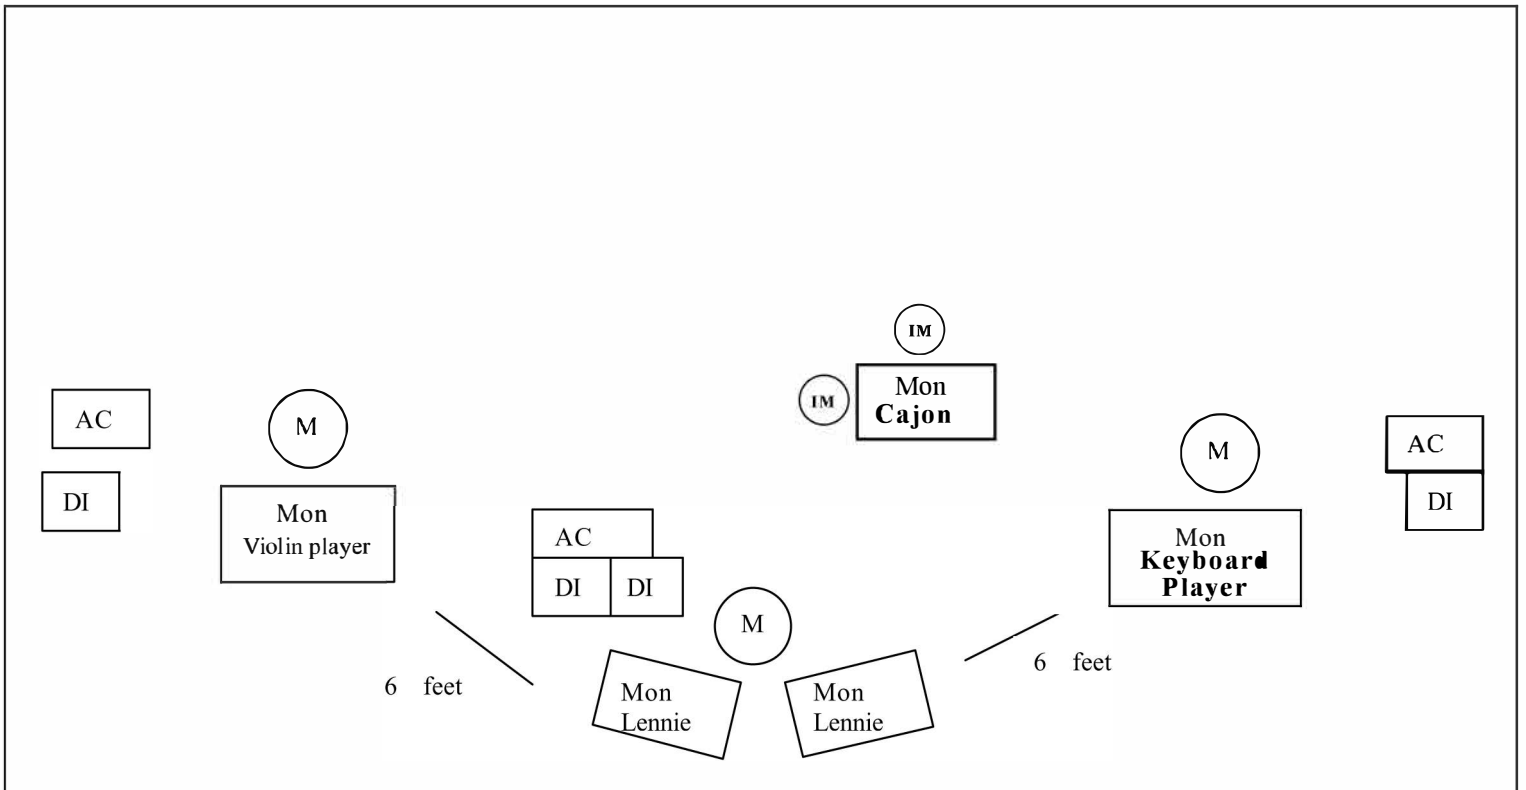 IM
IM
Mon
Cajon
AC
M
DI
Mon
Violin player
AC
DI
DI
M
Mon
Lennie
Mon
Lennie
6 feet
6 feet
M
Mon
Keyboard
Player
AC
DI